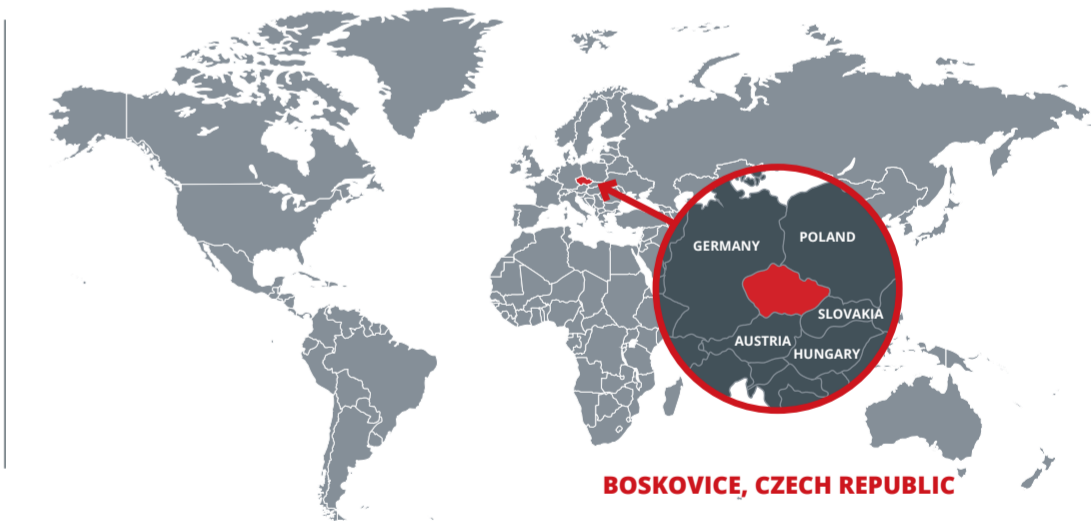 GERMANY
POLAND
SLOVAKIA
AUSTRIA
HUNGARY
BOSKOVICE, CZECH REPUBLIC